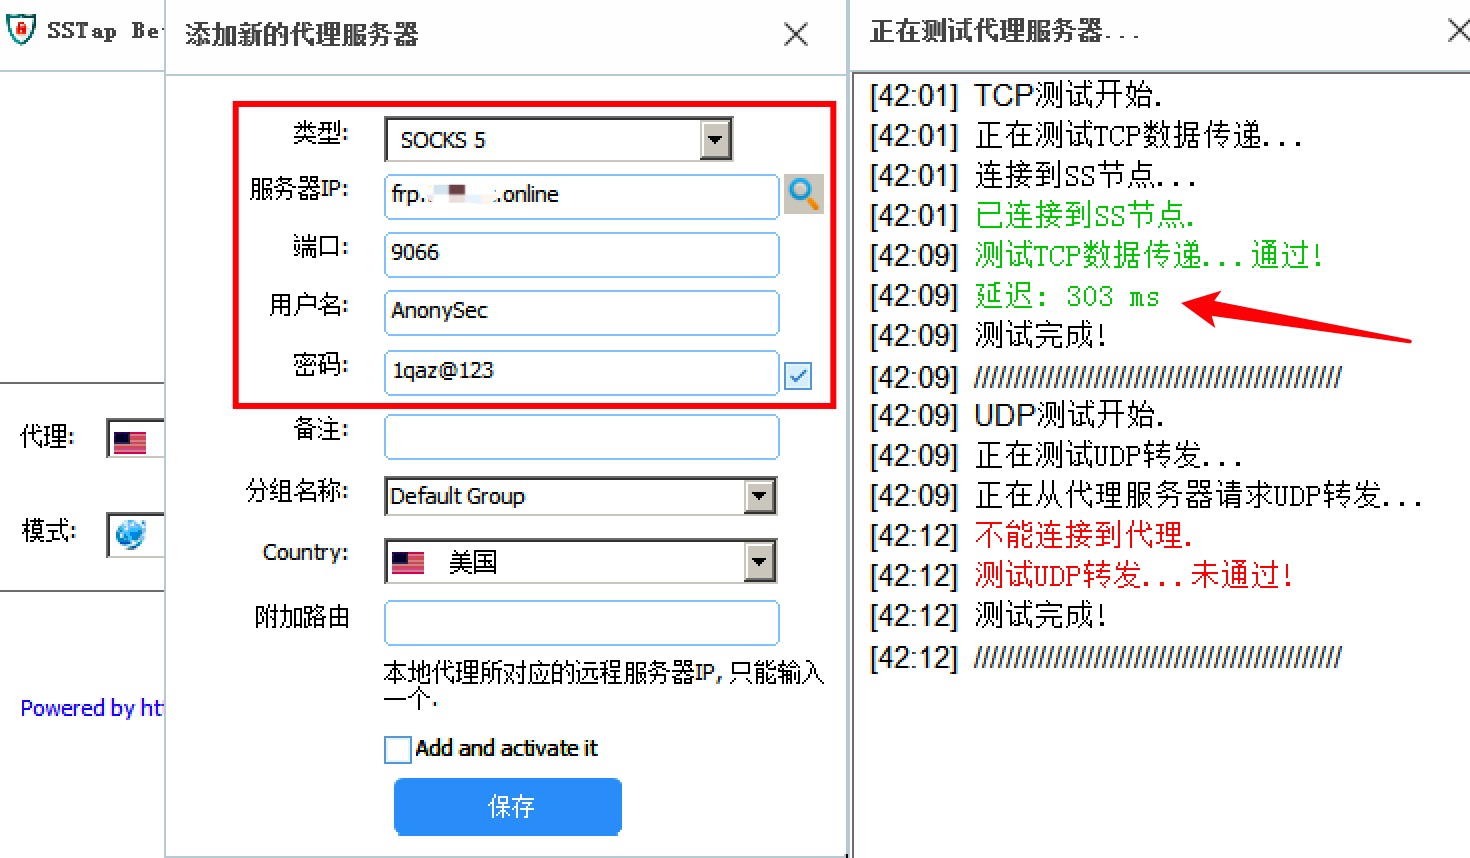 SSTap Be
代理:
模式:
Powered by ht
添加新的代理服务器
类型: SOCKS 5
服务器IP: frp. .online
端口: 9066
用户名: AnonySec
密码: 1qaz@123
备注:
分组名称: Default Group
Country: 美国
附加路由
本地代理所对应的远程服务器IP, 只能输入
一个.
Add and activate it
保存
正在测试代理服务器...
[42:01] TCP测试开始.
[42:01] 正在测试TCP数据传递...
[42:01] 连接到SS节点...
[42:01] 已连接到SS节点.
[42:09] 测试TCP数据传递...通过!
[42:09] 延迟: 303 ms
[42:09] 测试完成!
[42:09] //////////////////////////////////////////////
[42:09] UDP测试开始.
[42:09] 正在测试UDP转发...
[42:09] 正在从代理服务器请求UDP转发...
[42:12] 不能连接到代理.
[42:12] 测试UDP转发...未通过!
[42:12] 测试完成!
[42:12] //////////////////////////////////////////////